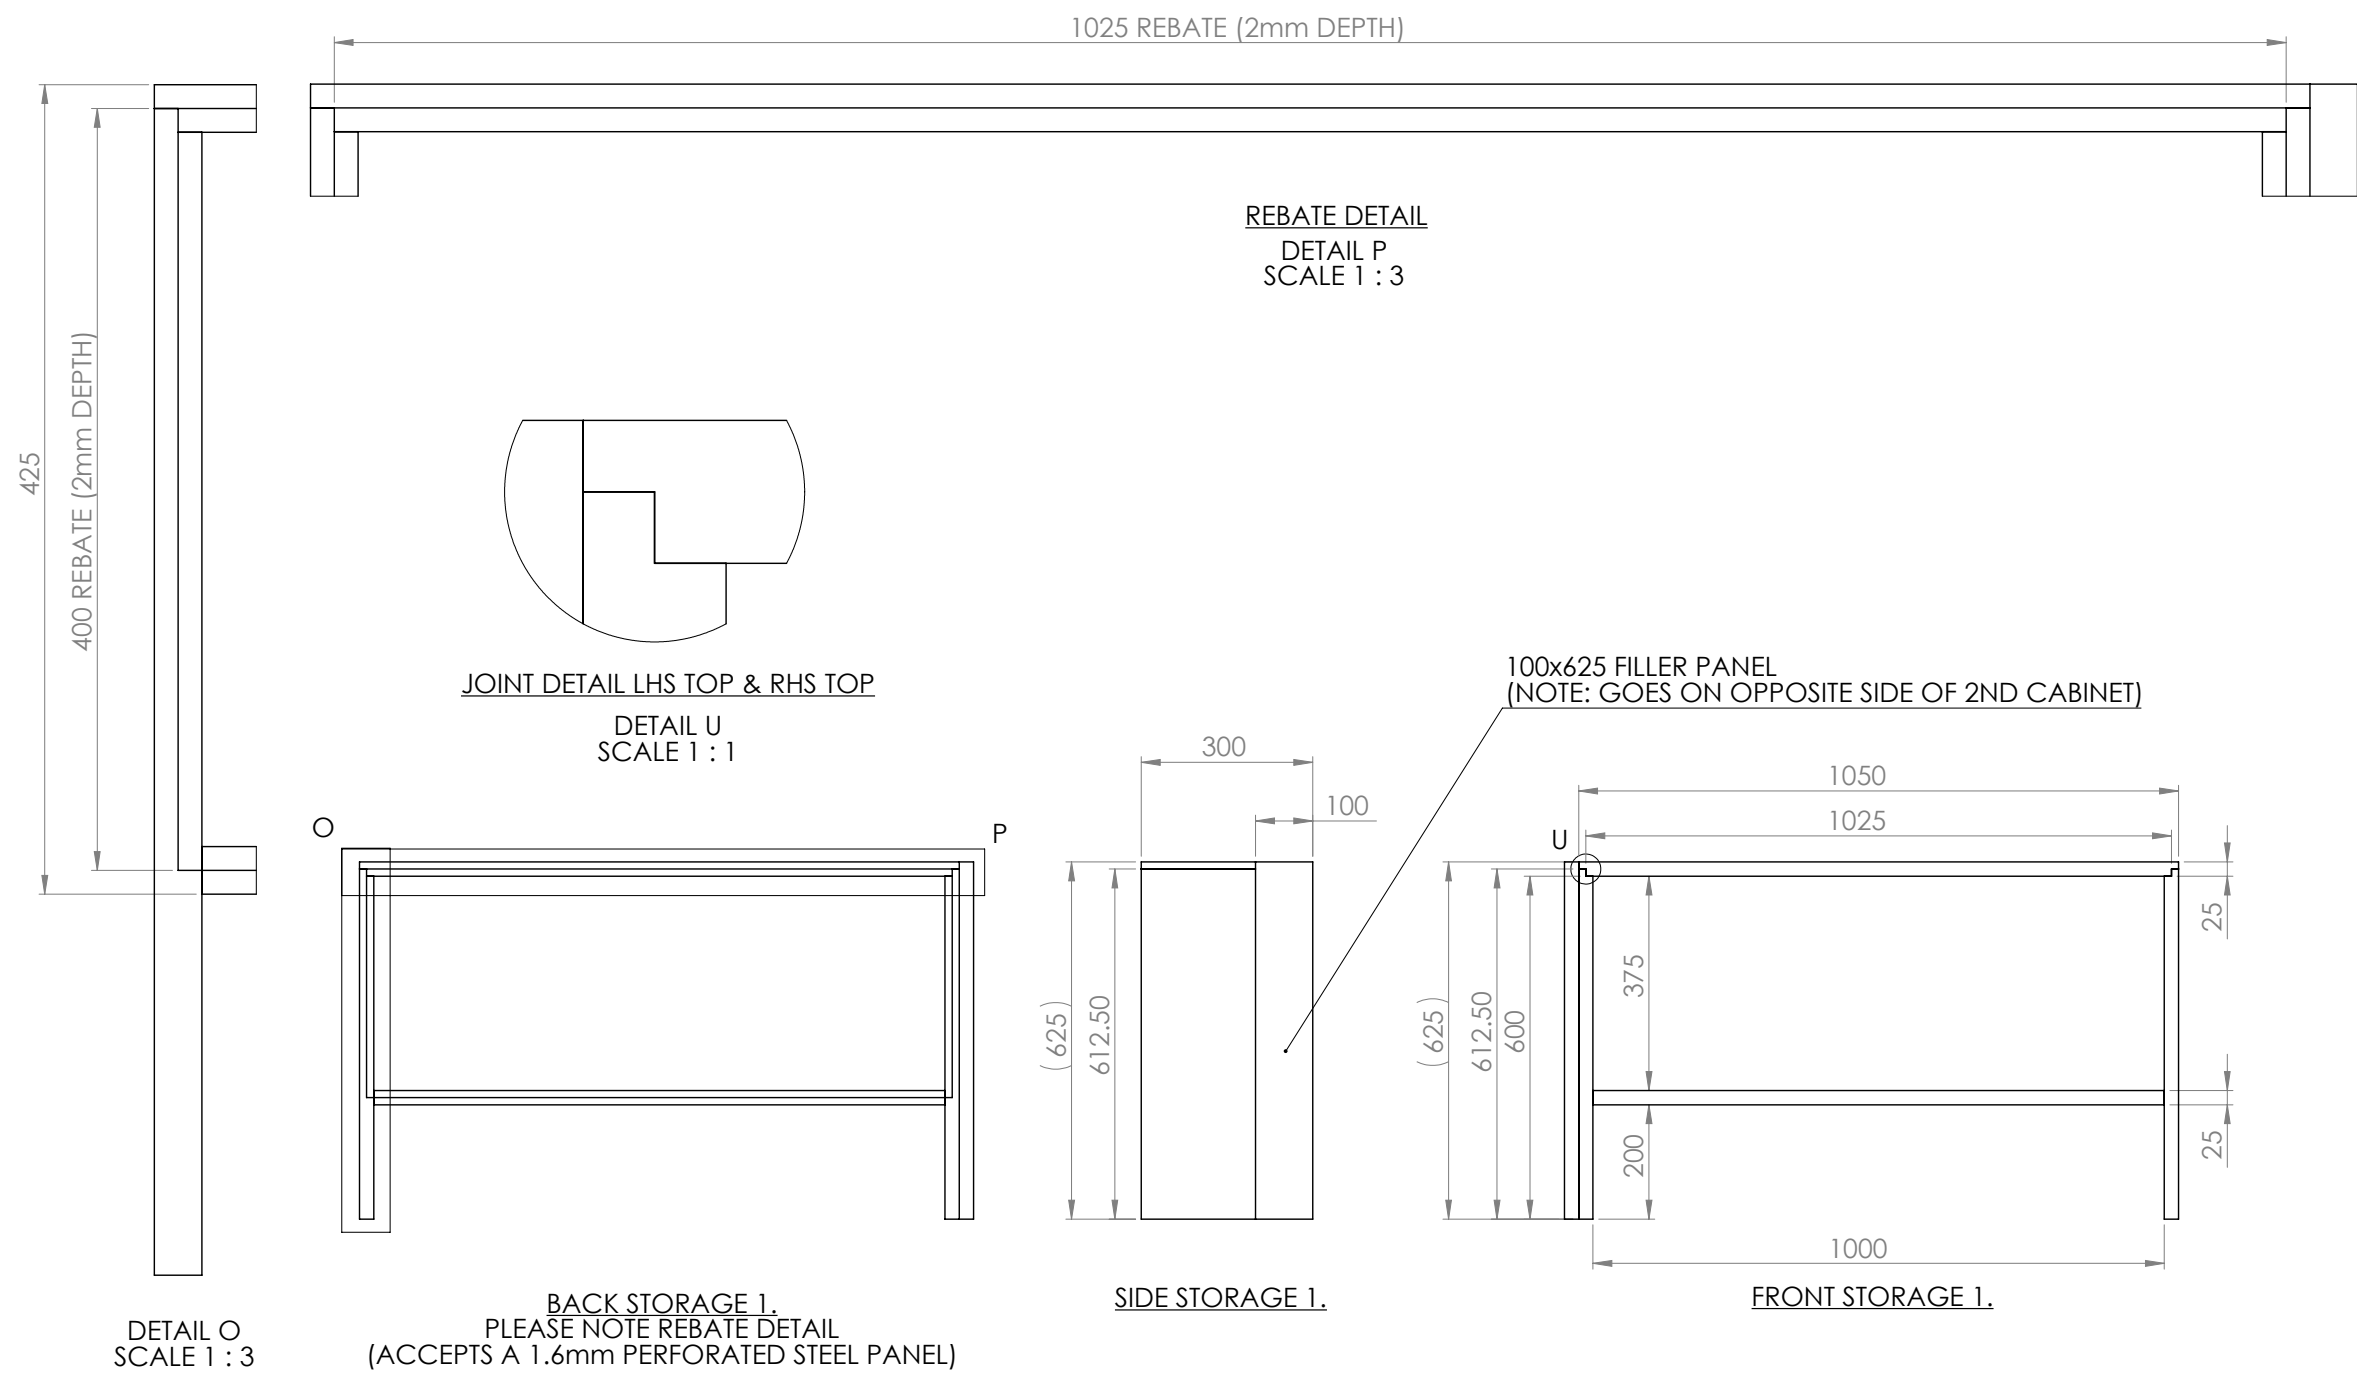 1025 REBATE (2mm DEPTH)
425
400 REBATE (2mm DEPTH)
REBATE DETAIL
DETAIL P
SCALE 1 : 3
JOINT DETAIL LHS TOP & RHS TOP
DETAIL U
SCALE 1 : 1
100x625 FILLER PANEL
(NOTE: GOES ON OPPOSITE SIDE OF 2ND CABINET)
O
P
300
100
(625)
612.50
U
1050
1025
(625)
612.50
600
375
200
25
25
1000
DETAIL O
SCALE 1 : 3
BACK STORAGE 1.
PLEASE NOTE REBATE DETAIL
(ACCEPTS A 1.6mm PERFORATED STEEL PANEL)
SIDE STORAGE 1.
FRONT STORAGE 1.